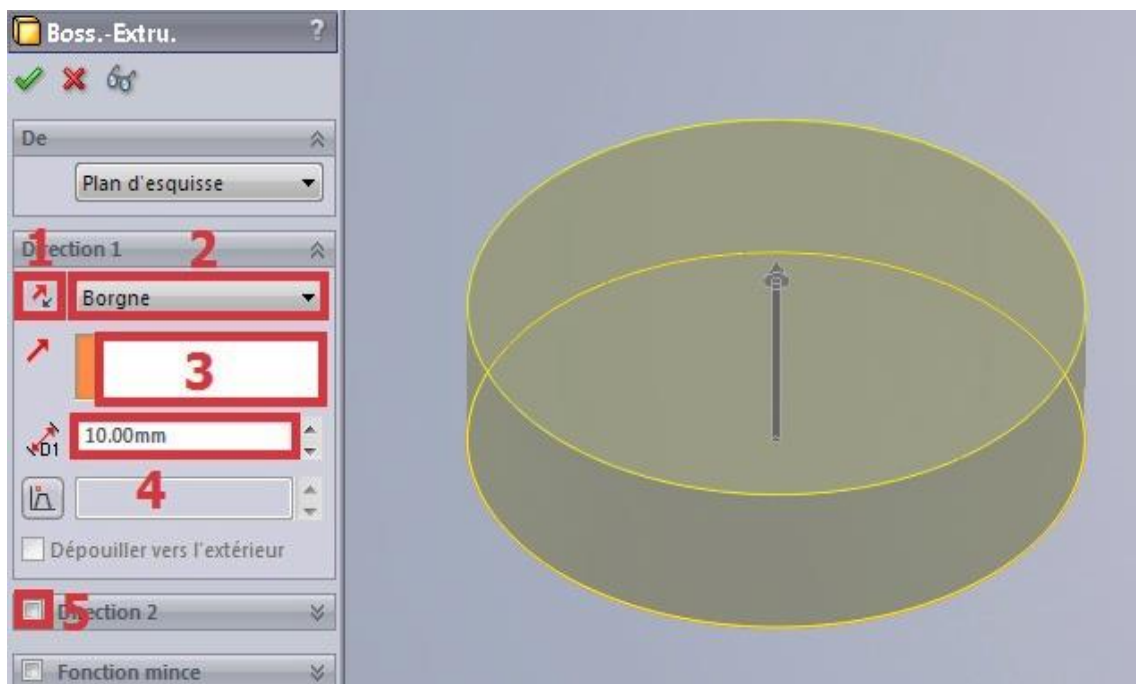 Boss.-Extru. ?
De
Plan d'esquisse
Direction 1
1 2
Borgne
3
D1 10.00mm
4
Dépouiller vers l'extérieur
5 Direction 2
Fonction mince